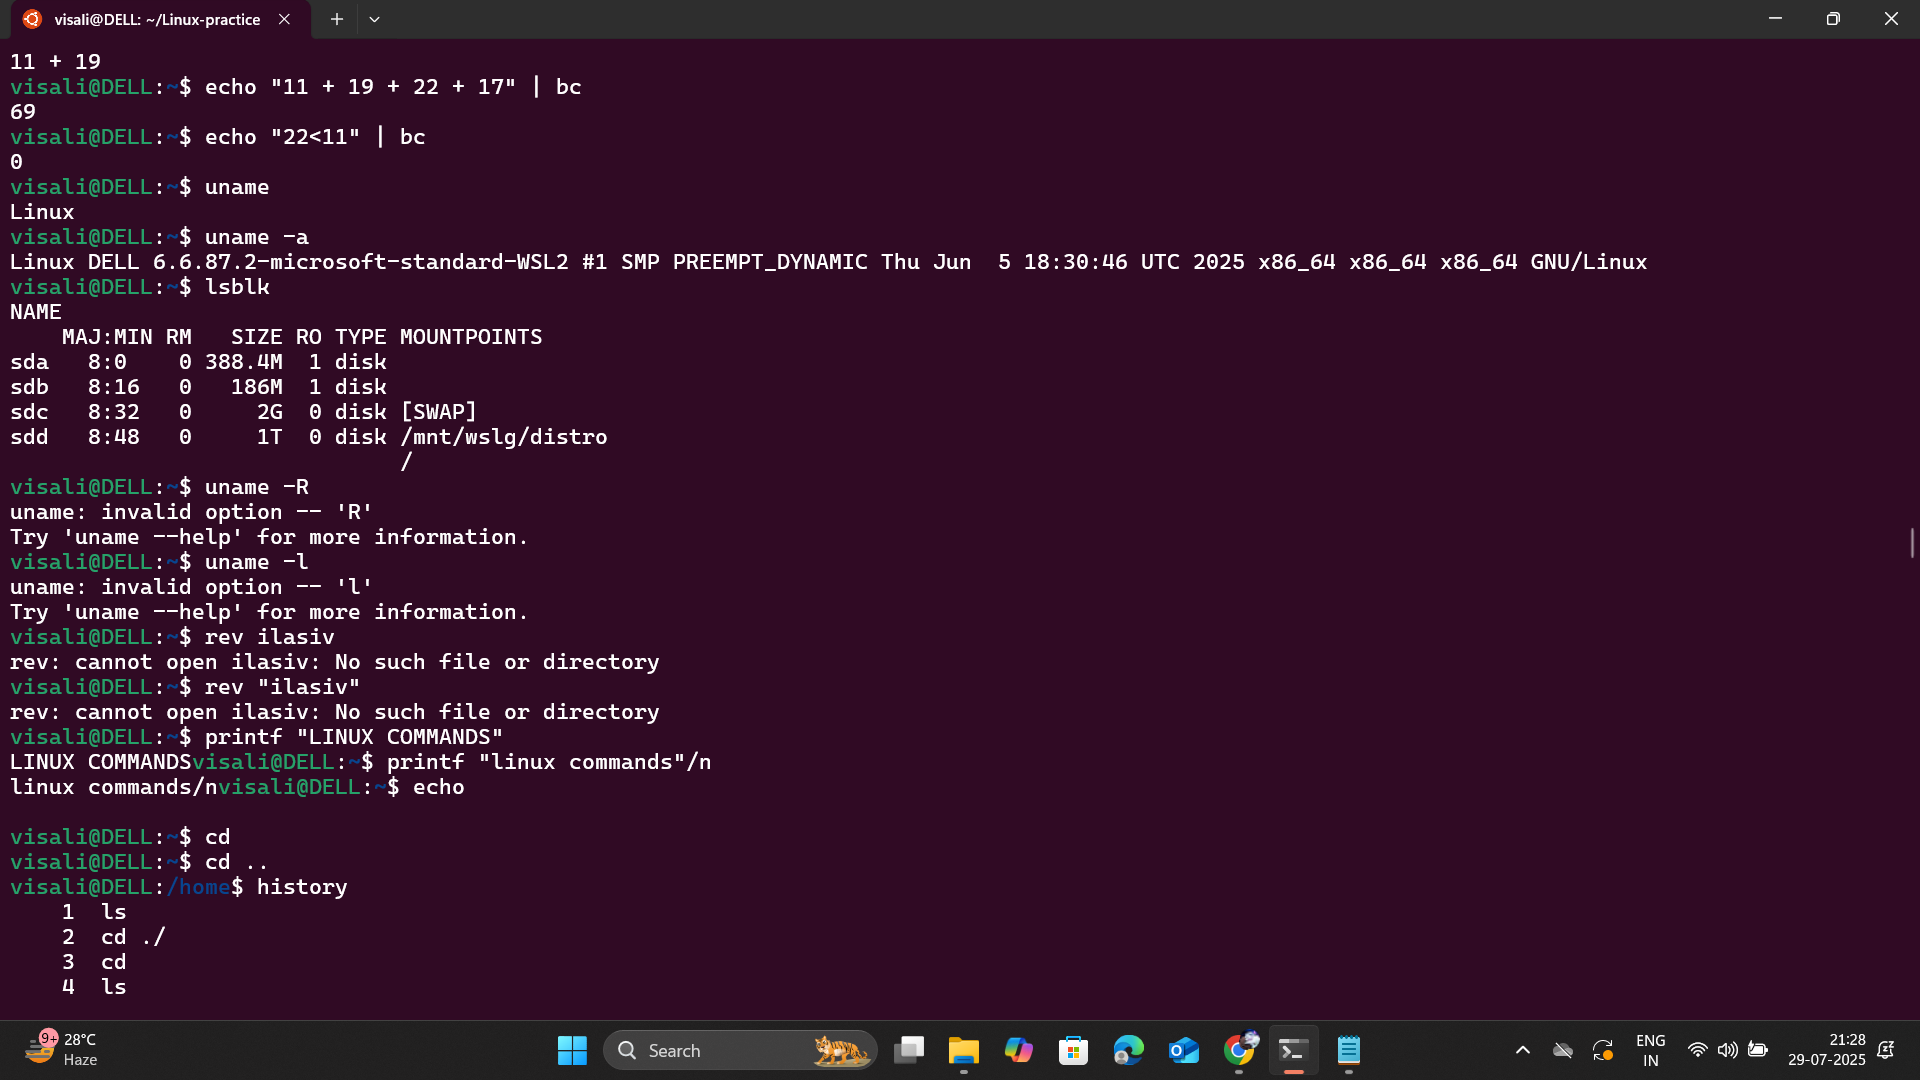 visali@DELL: ~/Linux-practice
11 + 19
visali@DELL:~$ echo "11 + 19 + 22 + 17" | bc
69
visali@DELL:~$ echo "22<11" | bc
0
visali@DELL:~$ uname
Linux
visali@DELL:~$ uname -a
Linux DELL 6.6.87.2-microsoft-standard-WSL2 #1 SMP PREEMPT_DYNAMIC Thu Jun  5 18:30:46 UTC 2025 x86_64 x86_64 x86_64 GNU/Linux
visali@DELL:~$ lsblk
NAME
    MAJ:MIN RM   SIZE RO TYPE MOUNTPOINTS
sda   8:0    0 388.4M  1 disk
sdb   8:16   0   186M  1 disk
sdc   8:32   0     2G  0 disk [SWAP]
sdd   8:48   0     1T  0 disk /mnt/wslg/distro
                              /
visali@DELL:~$ uname -R
uname: invalid option -- 'R'
Try 'uname --help' for more information.
visali@DELL:~$ uname -l
uname: invalid option -- 'l'
Try 'uname --help' for more information.
visali@DELL:~$ rev ilasiv
rev: cannot open ilasiv: No such file or directory
visali@DELL:~$ rev "ilasiv"
rev: cannot open ilasiv: No such file or directory
visali@DELL:~$ printf "LINUX COMMANDS"
LINUX COMMANDSvisali@DELL:~$ printf "linux commands"/n
linux commands/nvisali@DELL:~$ echo
visali@DELL:~$ cd
visali@DELL:~$ cd ..
visali@DELL:/home$ history
    1  ls
    2  cd ./
    3  cd
    4  ls
9+
28°C
Haze
Search
ENG
IN
21:28
29-07-2025